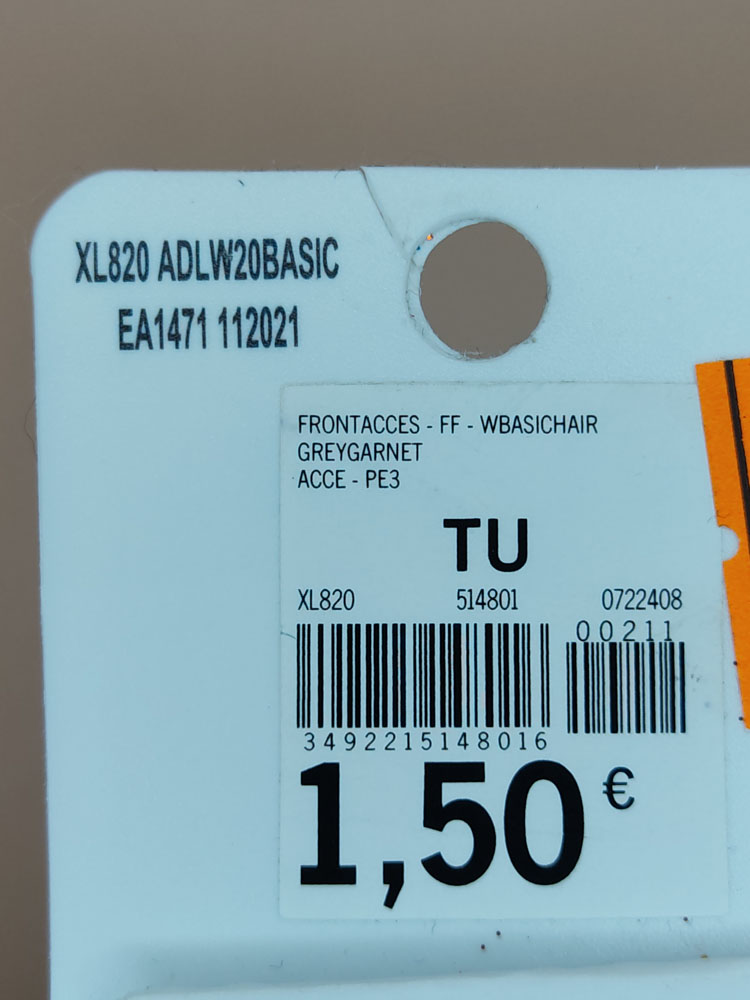 XL820 ADLW20BASIC
EA1471 112021
FRONTACCES - FF - WBASICHAIR
GREYGARNET
ACCE - PE3
TU
XL820 514801 0722408
00211
3492215148016
1,50 €